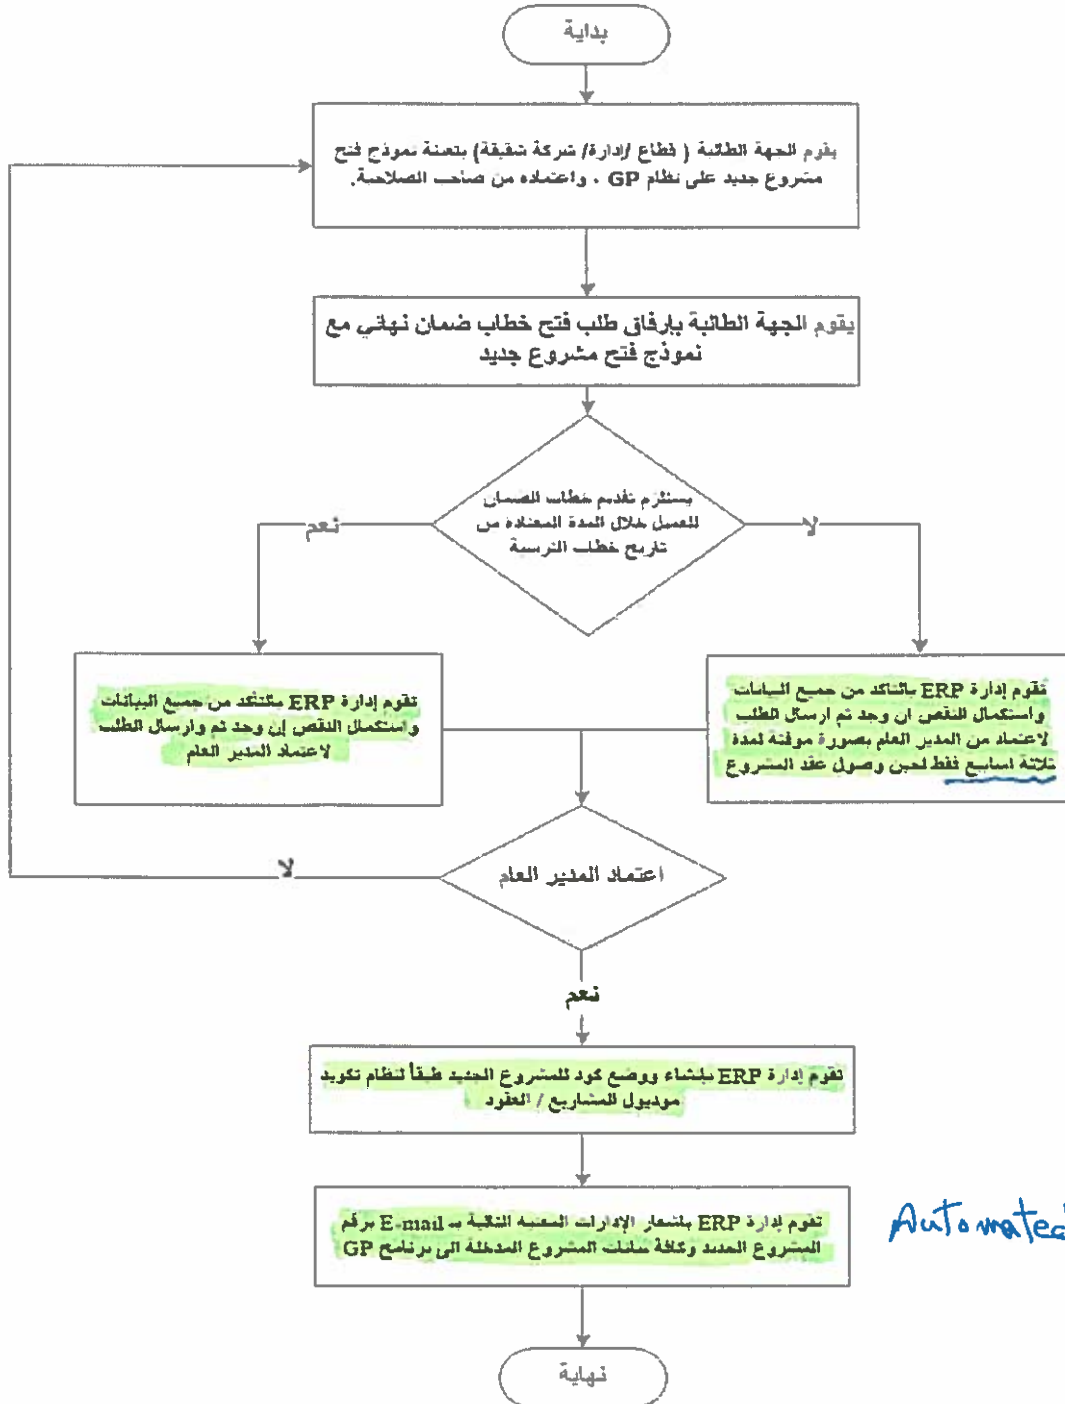 بداية
يقوم الجهة الطالبة ( قطاع /إدارة/ شركة شقيقة) بتعبئة نموذج فتح
مشروع جديد على نظام GP ، واعتماده من صاحب الصلاحية.
يقوم الجهة الطالبة بإرفاق طلب فتح خطاب ضمان نهائي مع
نموذج فتح مشروع جديد
يستلزم تقديم خطاب الضمان
للعميل خلال المدة المعتادة من
تاريخ خطاب الترسية
نعم
لا
تقوم إدارة ERP بالتأكد من جميع البيانات
واستكمال النقص إن وجد ثم وارسال الطلب
لاعتماد المدير العام
تقوم إدارة ERP بالتاكد من جميع البيانات
واستكمال النقص ان وجد ثم ارسال الطلب
لاعتماد من المدير العام بصورة موقتة لمدة
ثلاثة اسابيع فقط لحين وصول عقد المشروع
لا
اعتماد المدير العام
نعم
تقوم إدارة ERP بإنشاء ووضع كود للمشروع الجديد طبقاً لنظام تكويد
موديول المشاريع / العقود
تقوم إدارة ERP باشعار الإدارات المعنية التالية بـ E-mail برقم
المشروع الجديد وكافة بيانات المشروع المدخلة الى برنامج GP
Automated
نهاية